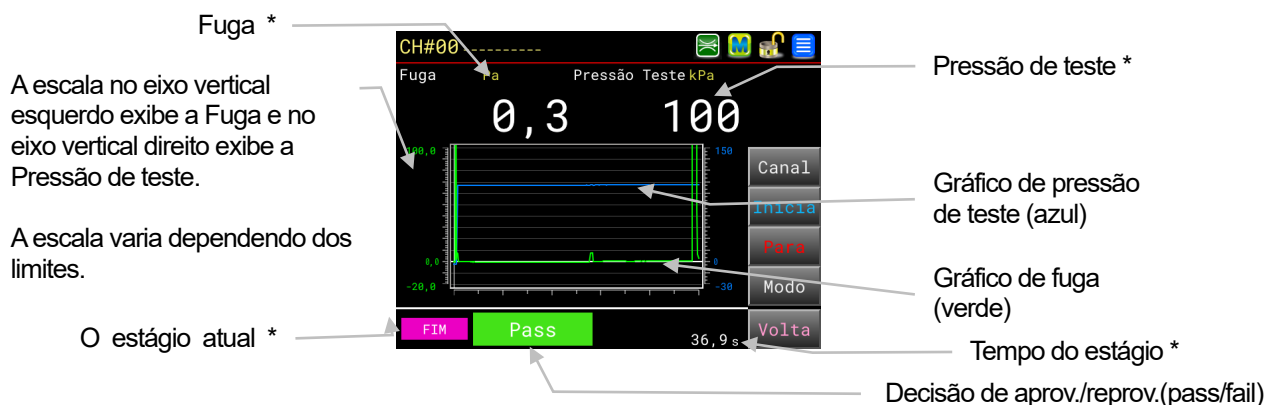 Fuga *
CH#00 ---------
M
Fuga Pa Pressão Teste kPa
Pressão de teste *
0,3 100
A escala no eixo vertical
esquerdo exibe a Fuga e no
eixo vertical direito exibe a
Pressão de teste.
A escala varia dependendo dos
limites.
100,0 150
0,0 0
-20,0 -30
Canal
Inicia
Para
Modo
Volta
Gráfico de pressão
de teste (azul)
Gráfico de fuga
(verde)
O estágio atual *
FIM Pass 36,9 s
Tempo do estágio *
Decisão de aprov./reprov.(pass/fail)